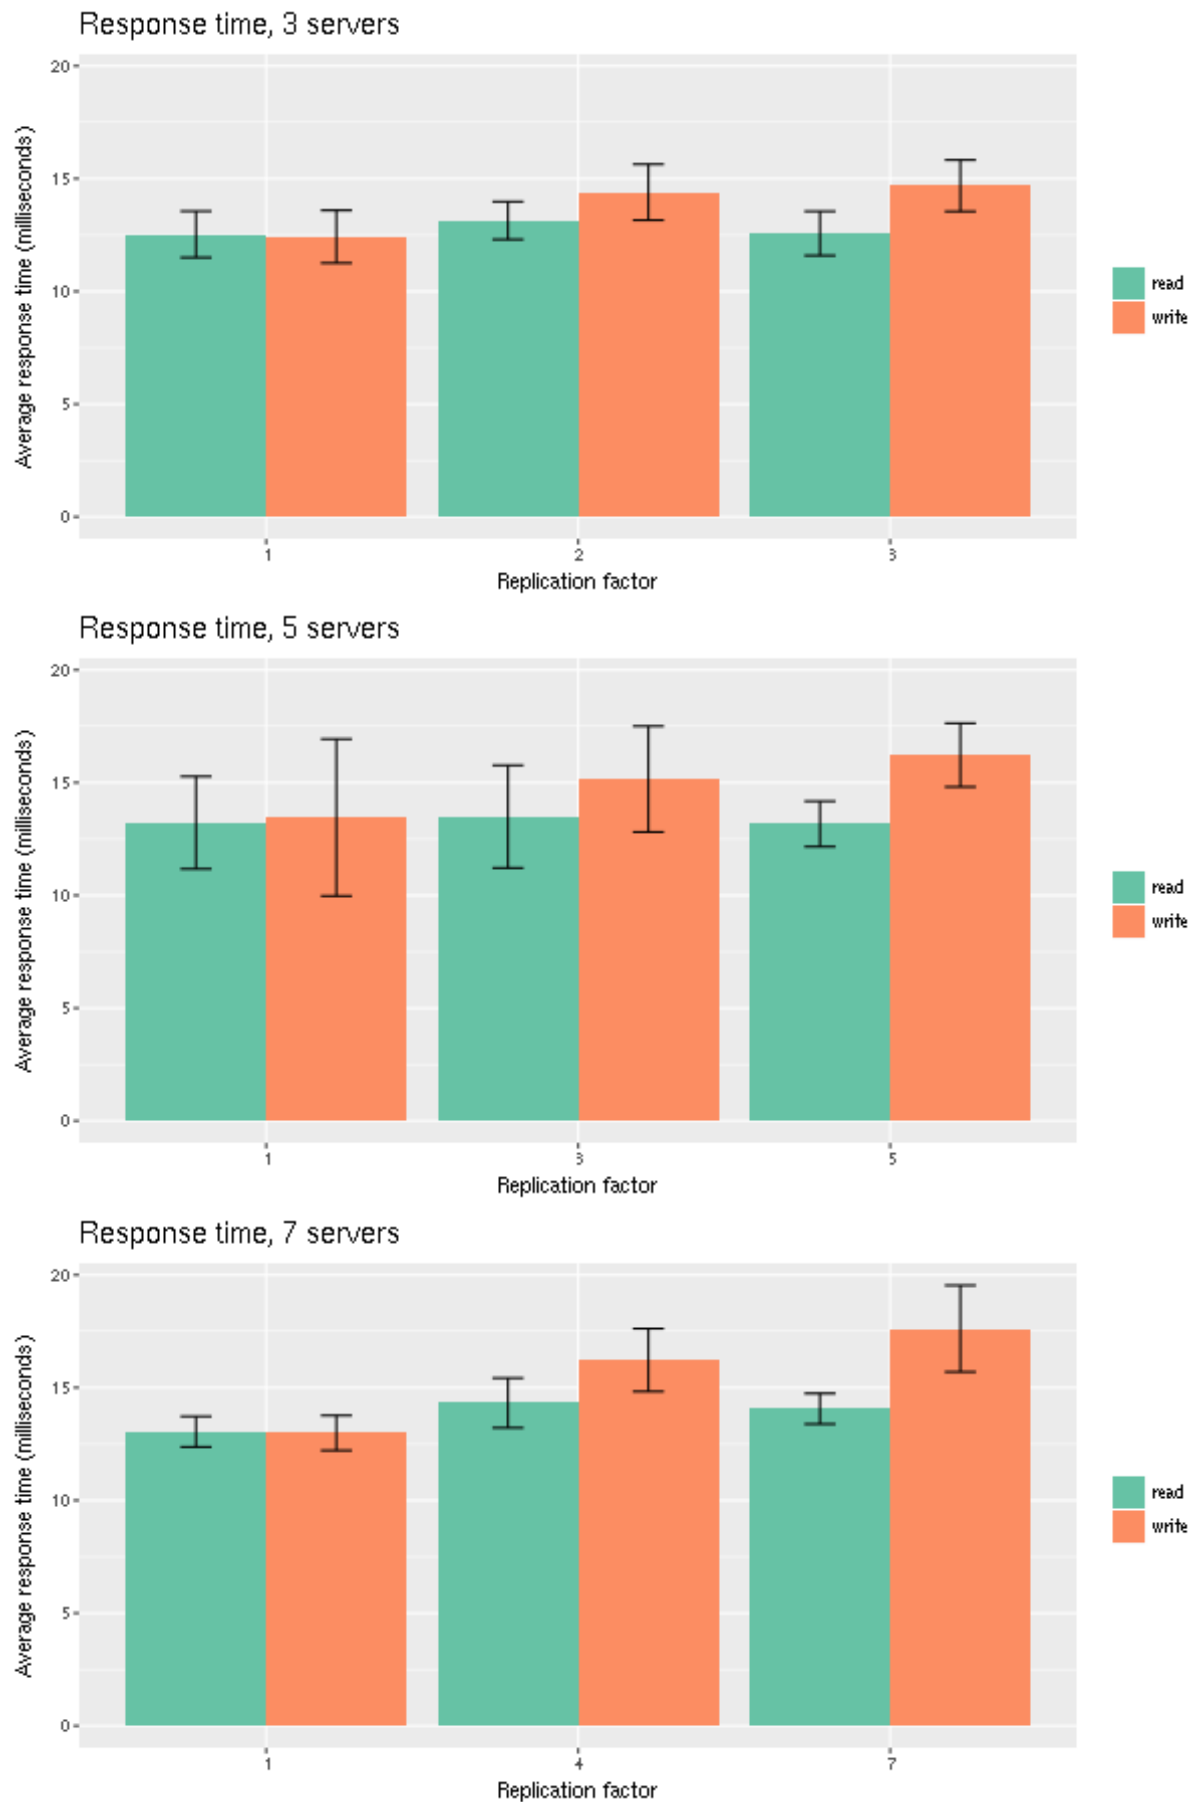 Response time, 3 servers
Average response time (milliseconds)
20
15
10
5
0
1 2 3
Replication factor
read
write
Response time, 5 servers
Average response time (milliseconds)
20
15
10
5
0
1 3 5
Replication factor
read
write
Response time, 7 servers
Average response time (milliseconds)
20
15
10
5
0
1 4 7
Replication factor
read
write